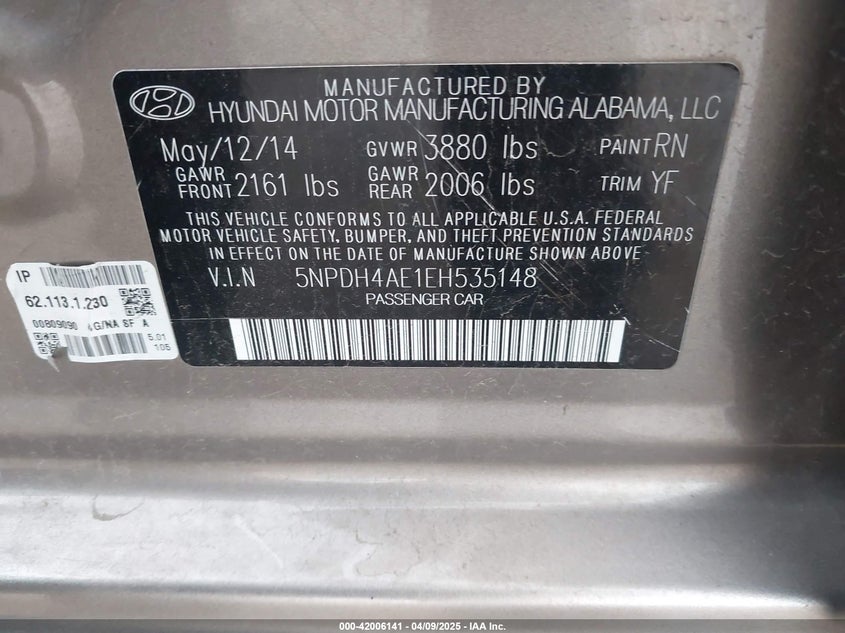 MANUFACTURED BY
HYUNDAI MOTOR MANUFACTURING ALABAMA, LLC
May/12/14 GVWR 3880 lbs PAINT RN
GAWR FRONT 2161 lbs GAWR REAR 2006 lbs TRIM YF
THIS VEHICLE CONFORMS TO ALL APPLICABLE U.S.A. FEDERAL
MOTOR VEHICLE SAFETY, BUMPER, AND THEFT PREVENTION STANDARDS
IN EFFECT ON THE DATE OF MANUFACTURE SHOWN ABOVE.
V.I.N 5NPDH4AE1EH535148
PASSENGER CAR
IP
62.113.1.230
00809090 G/NA 8F A
5.01
105
000-42006141 - 04/09/2025 - IAA Inc.